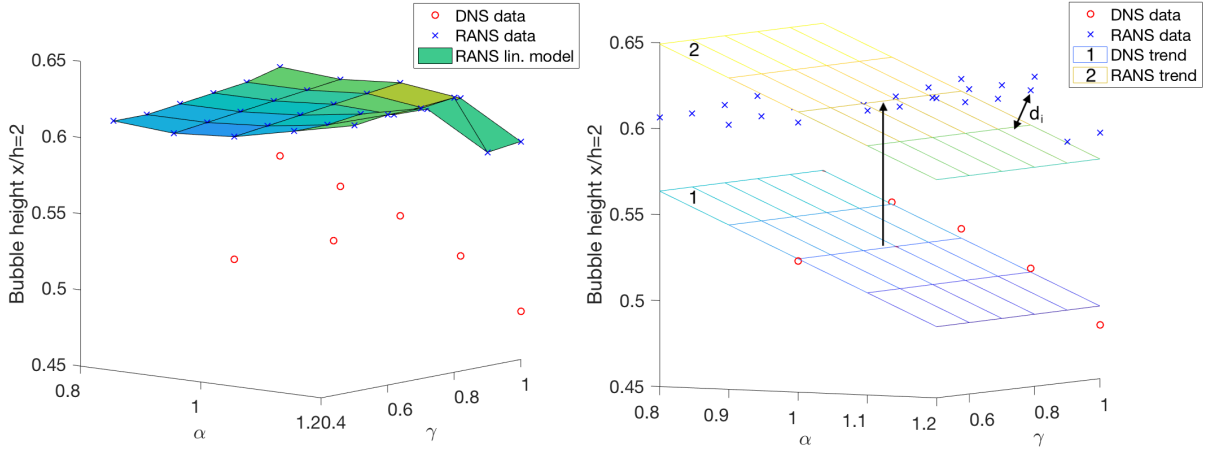 DNS data
RANS data
RANS lin. model
0.65
0.6
0.55
0.5
0.45
Bubble height x/h=2
0.8
1
1.2
α
0.4
0.6
0.8
1
γ
DNS data
RANS data
1 DNS trend
2 RANS trend
0.65
0.6
0.55
0.5
0.45
Bubble height x/h=2
2
1
dᵢ
0.8
0.9
1
1.1
1.2
α
0.6
0.8
1
γ